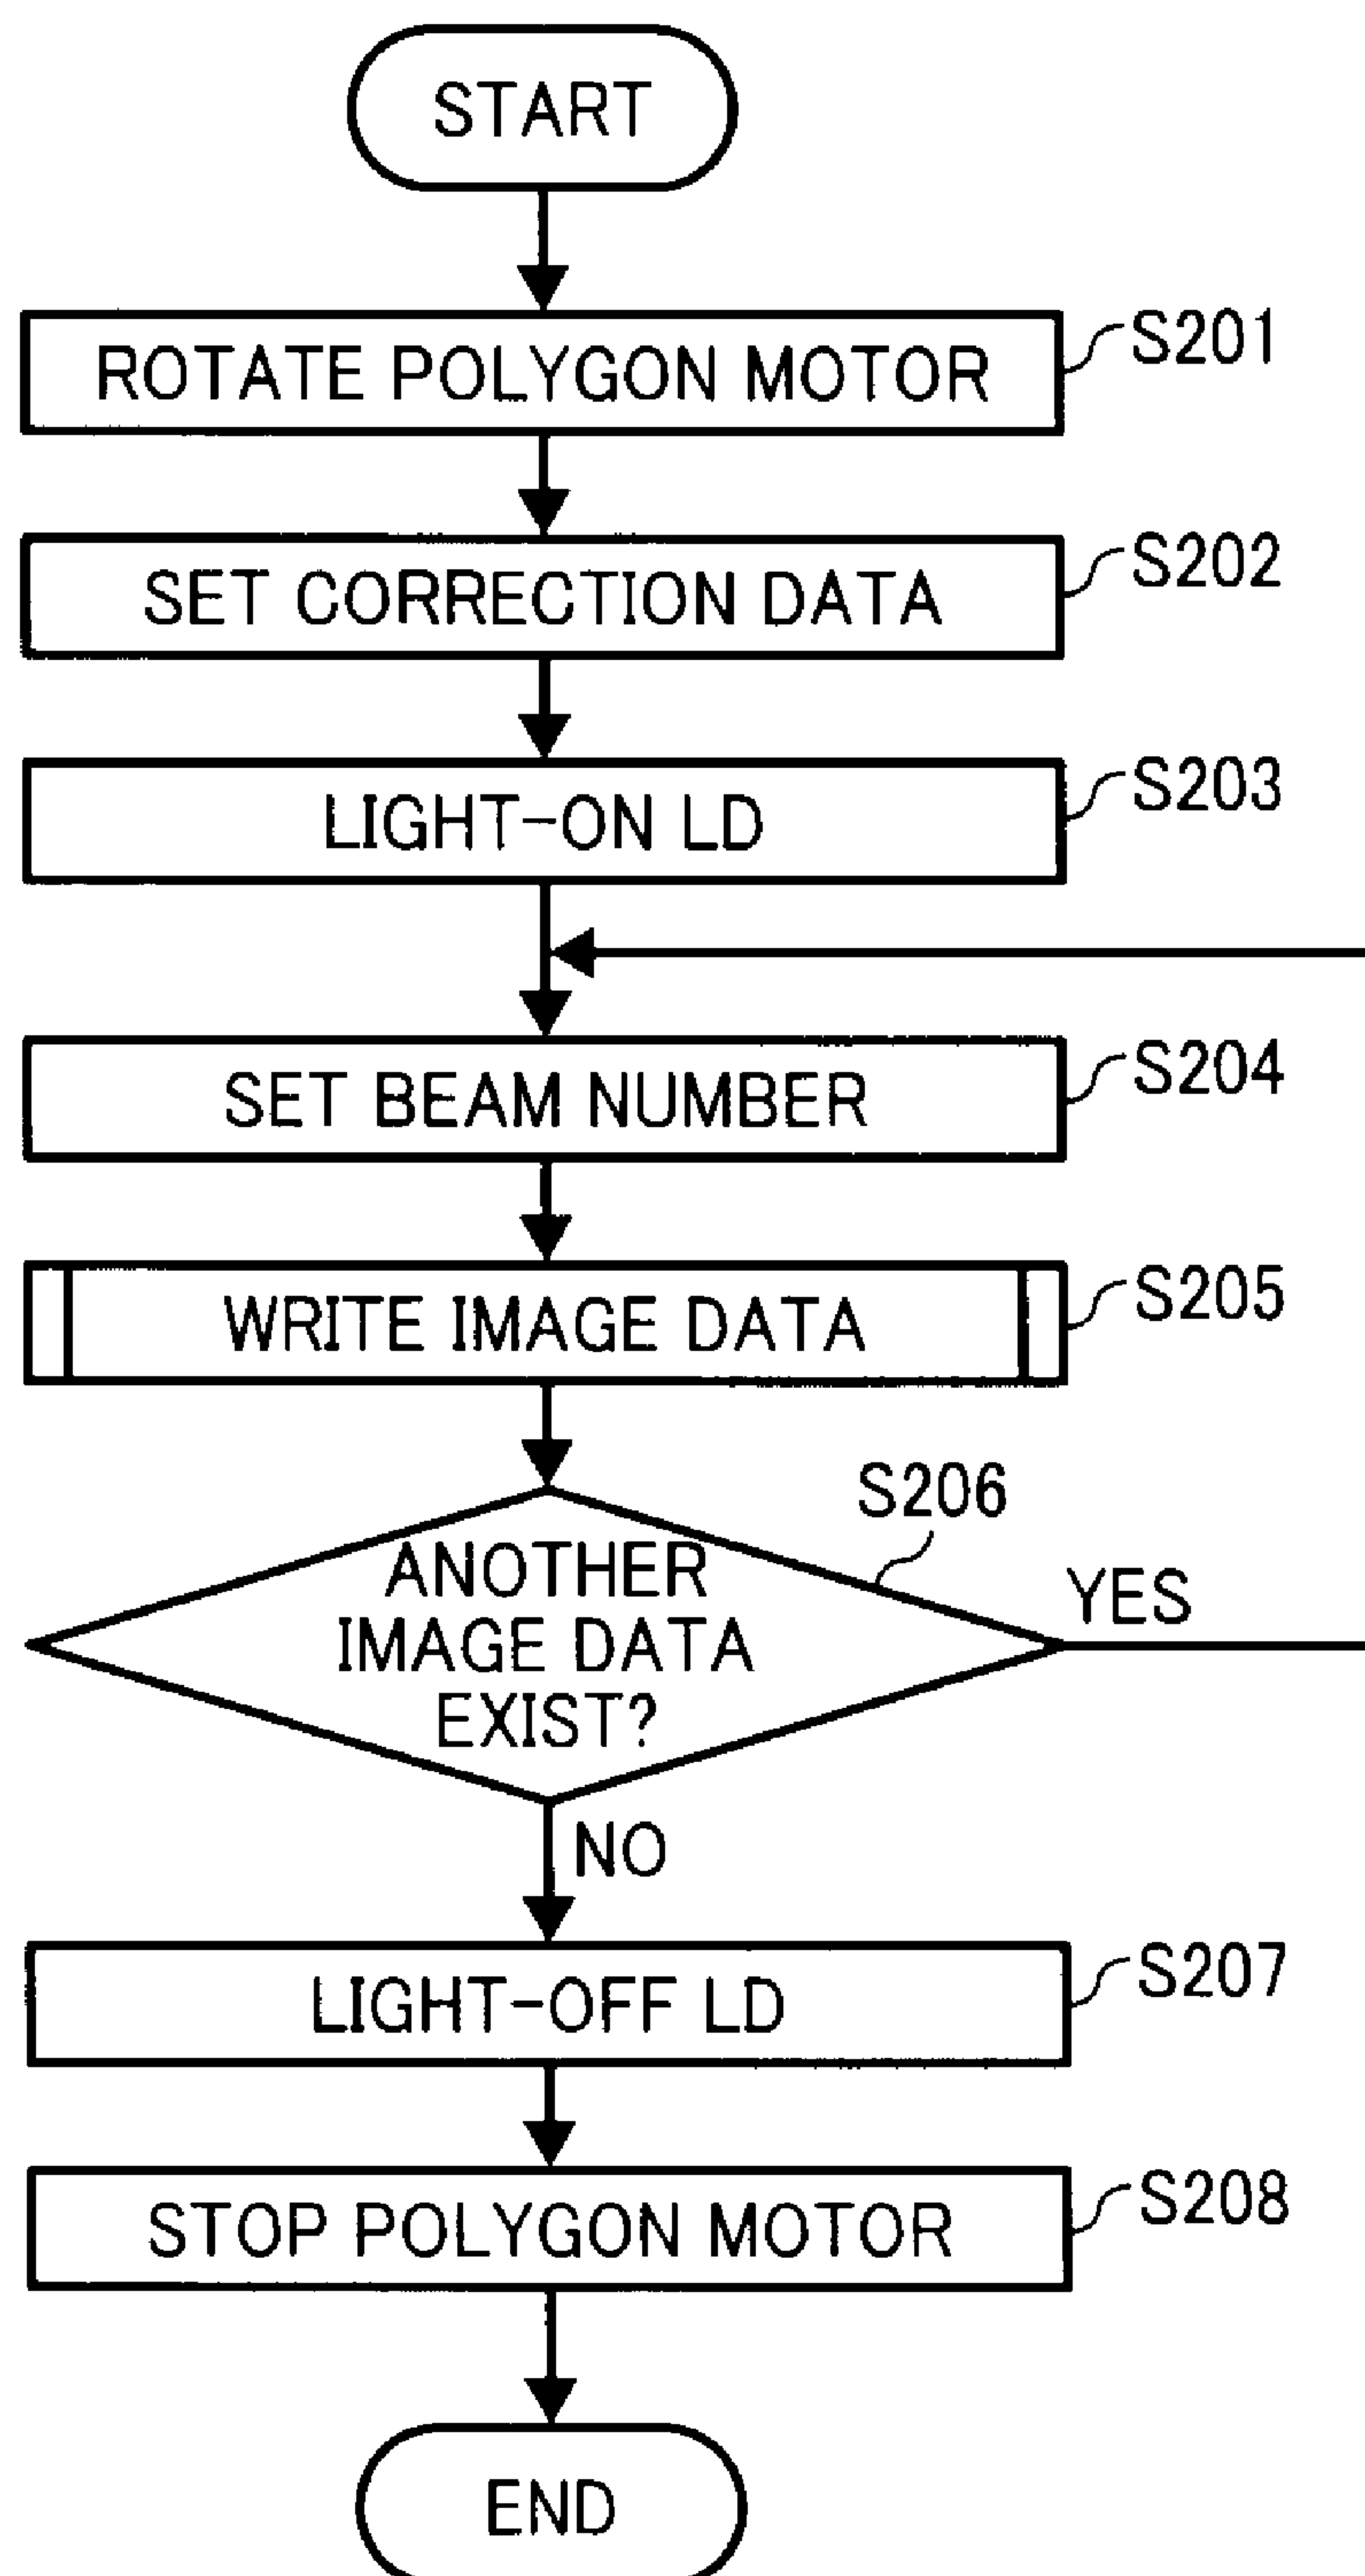 START
ROTATE POLYGON MOTOR
S201
SET CORRECTION DATA
S202
LIGHT-ON LD
S203
SET BEAM NUMBER
S204
WRITE IMAGE DATA
S205
S206
ANOTHER
IMAGE DATA
EXIST?
YES
NO
LIGHT-OFF LD
S207
STOP POLYGON MOTOR
S208
END